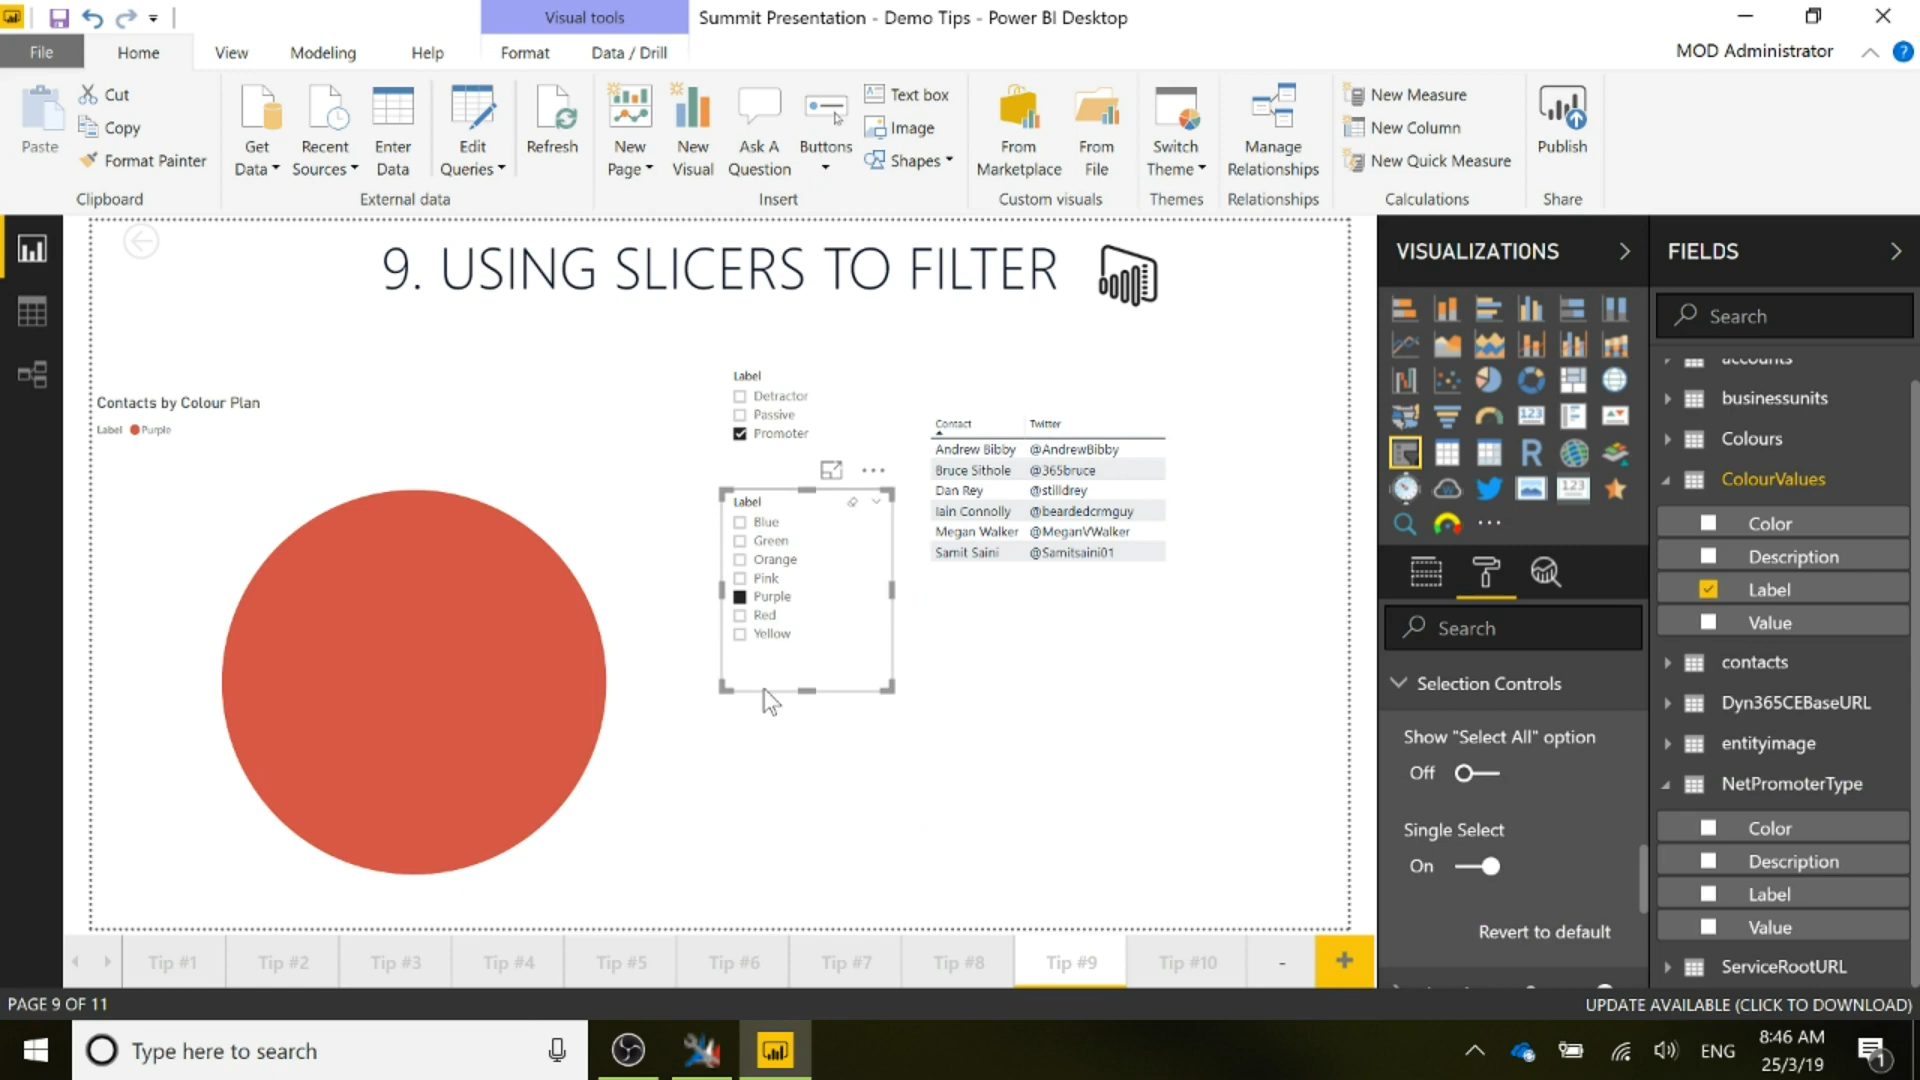 Visual tools
Summit Presentation - Demo Tips - Power BI Desktop
File
Home
View
Modeling
Help
Format
Data / Drill
MOD Administrator
?
Paste
Cut
Copy
Format Painter
Clipboard
Get Data
Recent Sources
Enter Data
Edit Queries
Refresh
External data
New Page
New Visual
Ask A Question
Buttons
Text box
Image
Shapes
Insert
From Marketplace
From File
Custom visuals
Switch Theme
Themes
Manage Relationships
Relationships
New Measure
New Column
New Quick Measure
Calculations
Publish
Share
9. USING SLICERS TO FILTER
Contacts by Colour Plan
Label Purple
Label
Detractor
Passive
Promoter
Label
Blue
Green
Orange
Pink
Purple
Red
Yellow
Contact Twitter
Andrew Bibby @AndrewBibby
Bruce Sithole @365bruce
Dan Rey @stilldrey
Iain Connolly @beardedcrmguy
Megan Walker @MeganVWalker
Samit Saini @Samitsaini01
VISUALIZATIONS
123
R
123
Search
Selection Controls
Show "Select All" option
Off
Single Select
On
Revert to default
FIELDS
Search
accounts
businessunits
Colours
ColourValues
Color
Description
Label
Value
contacts
Dyn365CEBaseURL
entityimage
NetPromoterType
Color
Description
Label
Value
ServiceRootURL
Tip #1
Tip #2
Tip #3
Tip #4
Tip #5
Tip #6
Tip #7
Tip #8
Tip #9
Tip #10
-
+
PAGE 9 OF 11
UPDATE AVAILABLE (CLICK TO DOWNLOAD)
Type here to search
ENG
8:46 AM
25/3/19
1